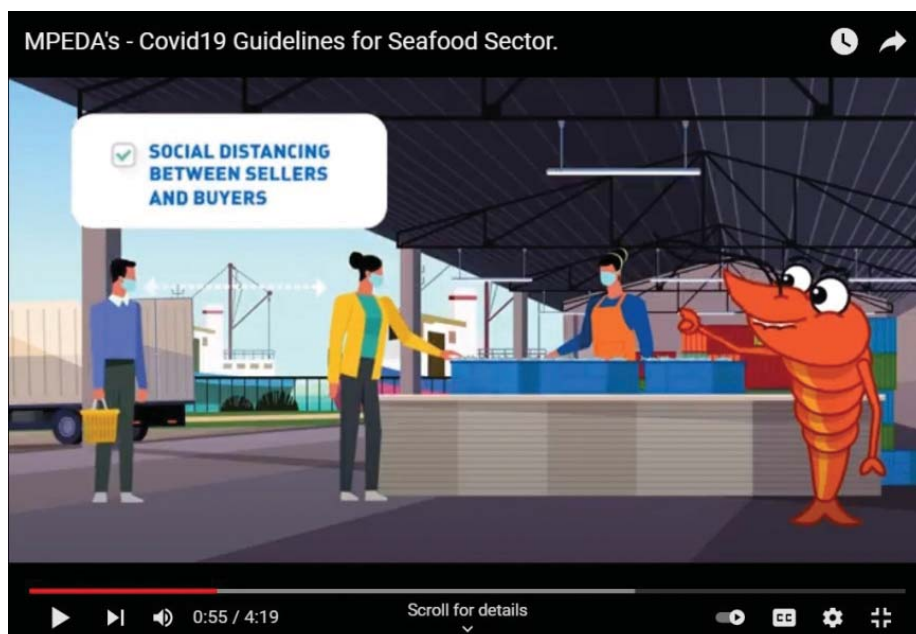 MPEDA's - Covid19 Guidelines for Seafood Sector.
SOCIAL DISTANCING
BETWEEN SELLERS
AND BUYERS
0:55 / 4:19
Scroll for details
CC